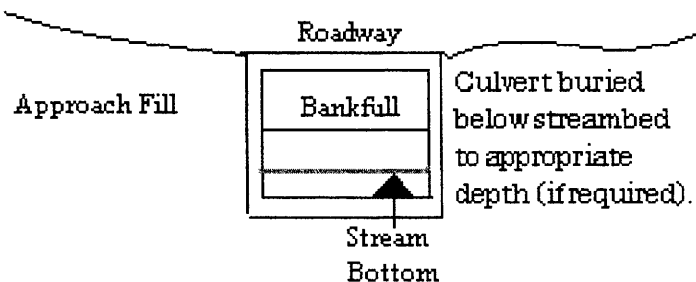 Roadway
Approach Fill
Bankfull
Culvert buried
below streambed
to appropriate
depth (if required).
Stream
Bottom